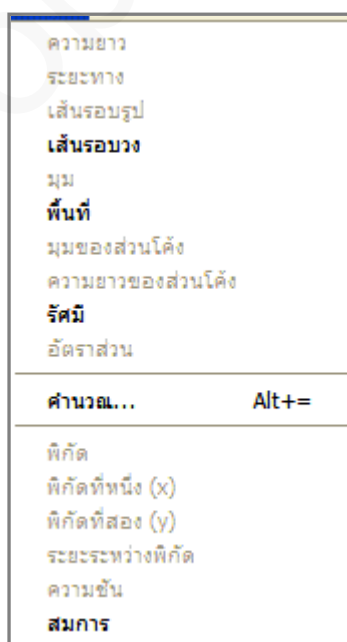 ความยาว
ระยะทาง
เส้นรอบรูป
เส้นรอบวง
มุม
พื้นที่
มุมของส่วนโค้ง
ความยาวของส่วนโค้ง
รัศมี
อัตราส่วน
คำนวณ... Alt+=
พิกัด
พิกัดที่หนึ่ง (x)
พิกัดที่สอง (y)
ระยะระหว่างพิกัด
ความชัน
สมการ